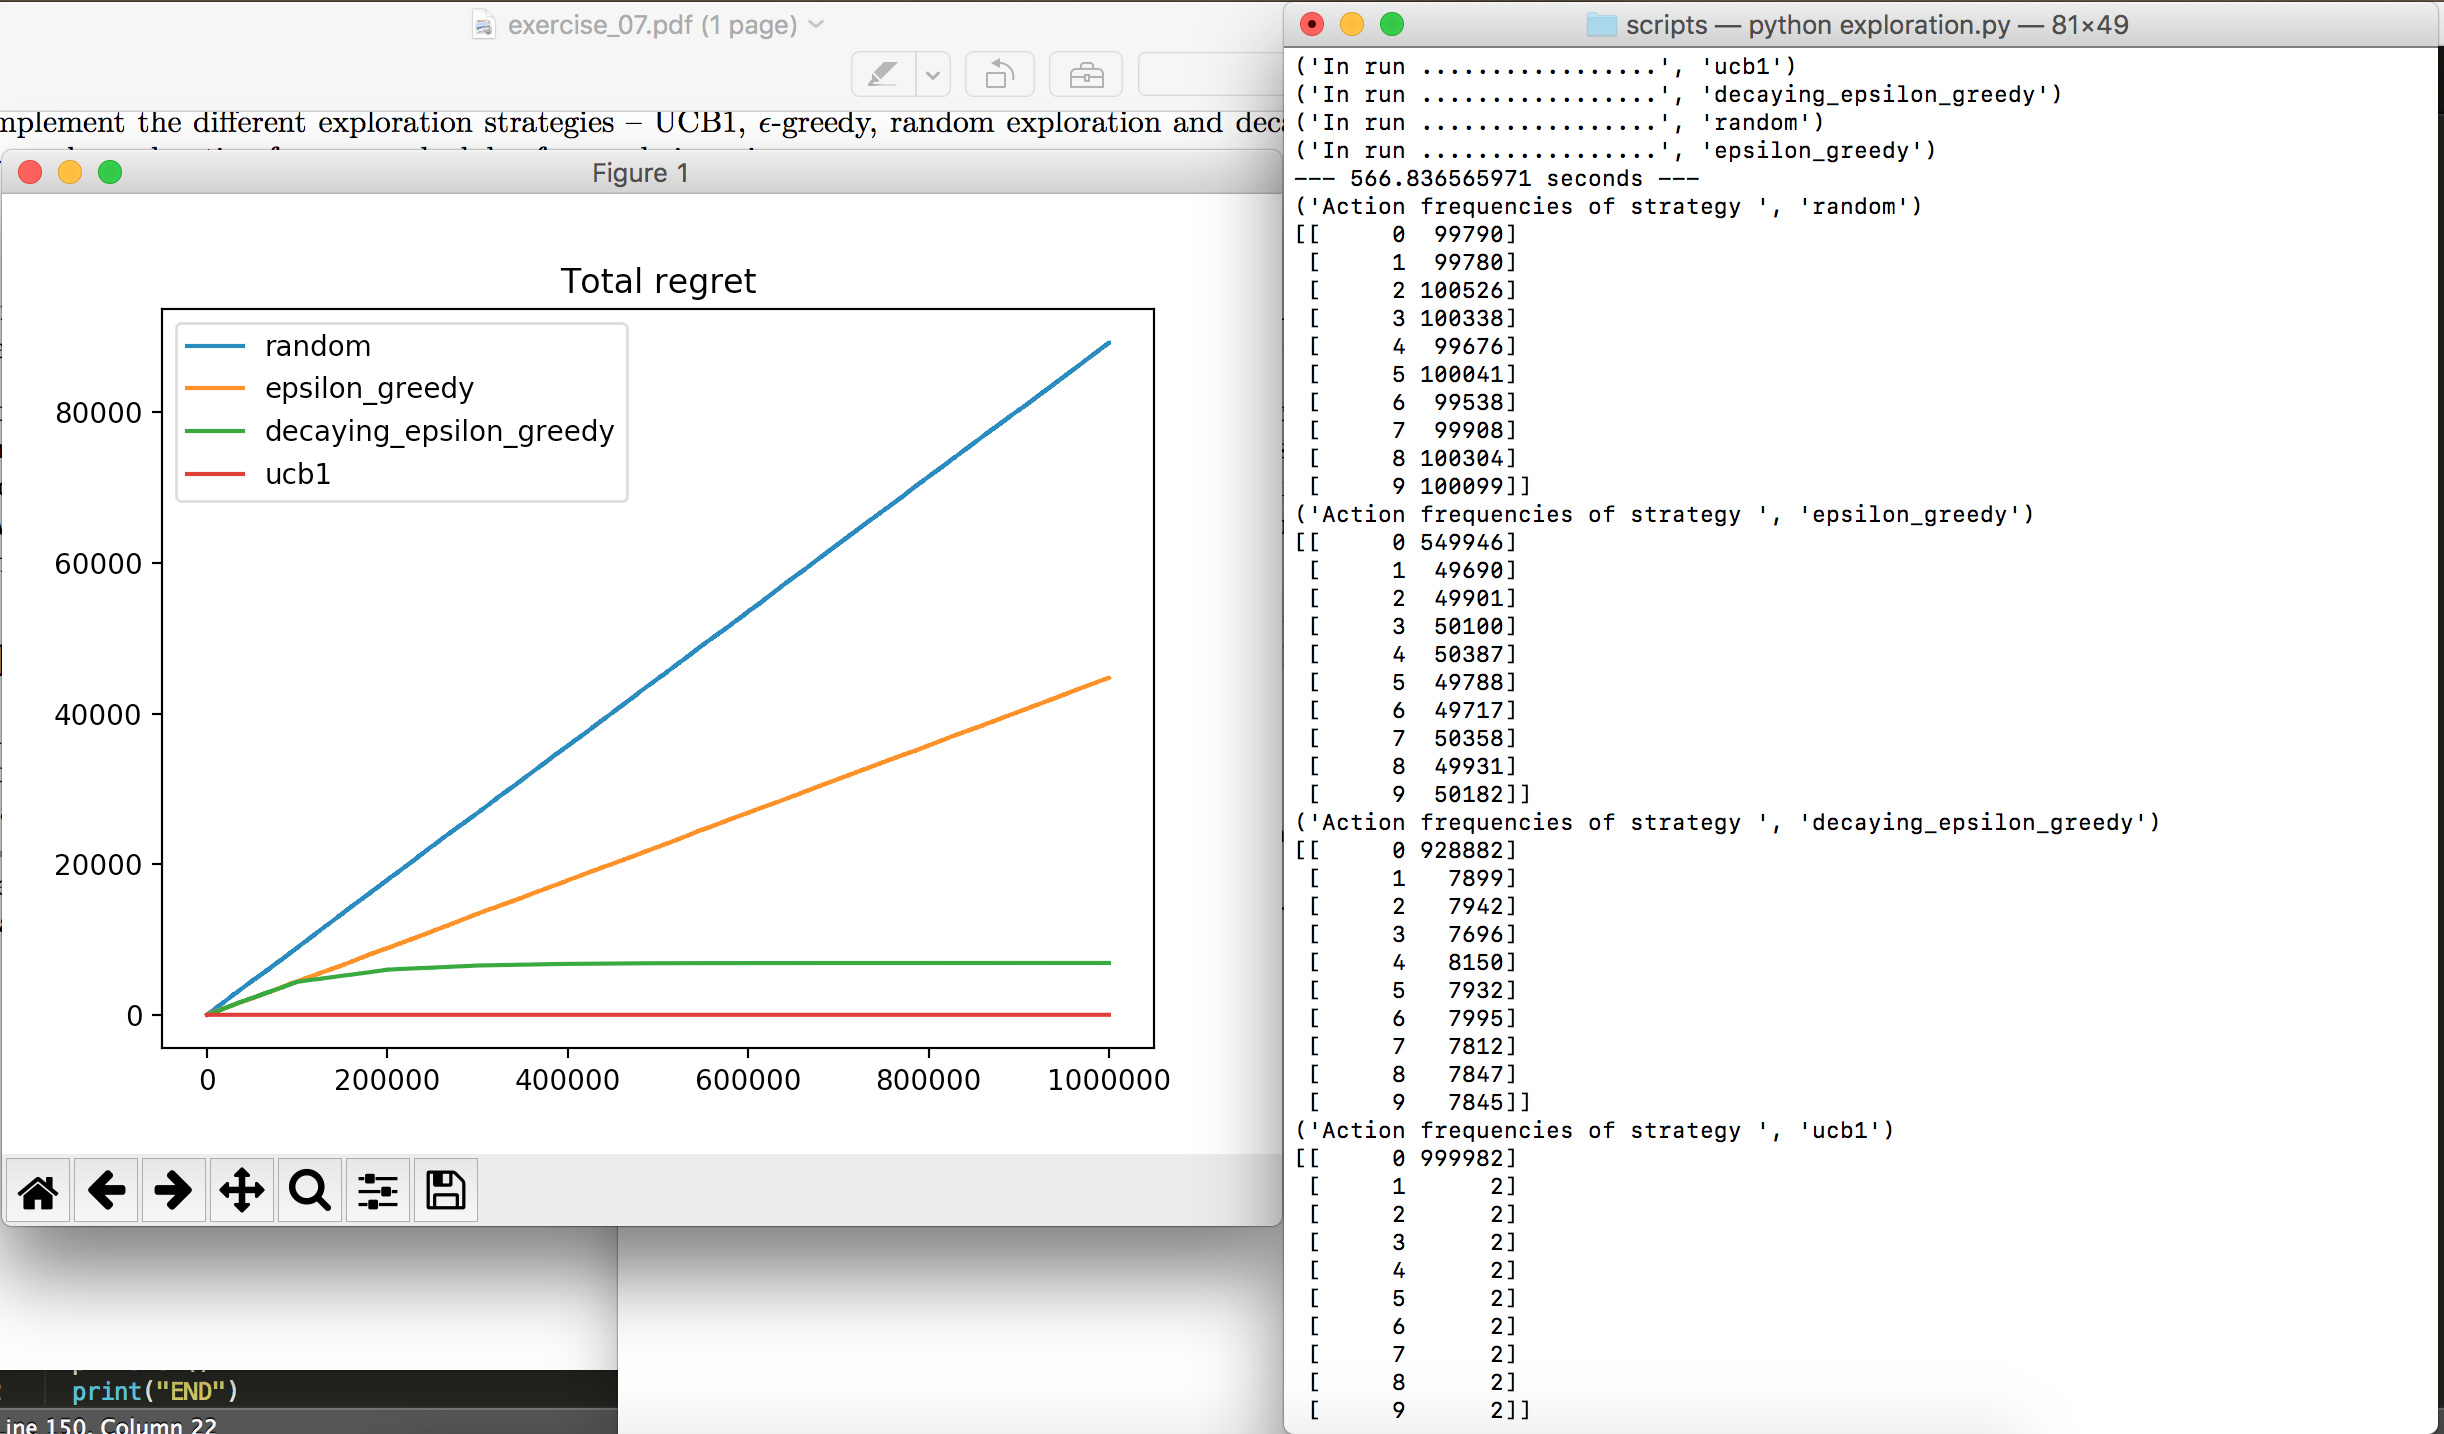 exercise_07.pdf (1 page)
mplement the different exploration strategies – UCB1, ϵ-greedy, random exploration and deca
Figure 1
Total regret
random
epsilon_greedy
decaying_epsilon_greedy
ucb1
80000
60000
40000
20000
0
0 200000 400000 600000 800000 1000000
print("END")
ine 150, Column 22
scripts — python exploration.py — 81×49
('In run .................', 'ucb1')
('In run .................', 'decaying_epsilon_greedy')
('In run .................', 'random')
('In run .................', 'epsilon_greedy')
--- 566.836565971 seconds ---
('Action frequencies of strategy ', 'random')
[[     0  99790]
 [     1  99780]
 [     2 100526]
 [     3 100338]
 [     4  99676]
 [     5 100041]
 [     6  99538]
 [     7  99908]
 [     8 100304]
 [     9 100099]]
('Action frequencies of strategy ', 'epsilon_greedy')
[[     0 549946]
 [     1  49690]
 [     2  49901]
 [     3  50100]
 [     4  50387]
 [     5  49788]
 [     6  49717]
 [     7  50358]
 [     8  49931]
 [     9  50182]]
('Action frequencies of strategy ', 'decaying_epsilon_greedy')
[[     0 928882]
 [     1   7899]
 [     2   7942]
 [     3   7696]
 [     4   8150]
 [     5   7932]
 [     6   7995]
 [     7   7812]
 [     8   7847]
 [     9   7845]]
('Action frequencies of strategy ', 'ucb1')
[[     0 999982]
 [     1      2]
 [     2      2]
 [     3      2]
 [     4      2]
 [     5      2]
 [     6      2]
 [     7      2]
 [     8      2]
 [     9      2]]